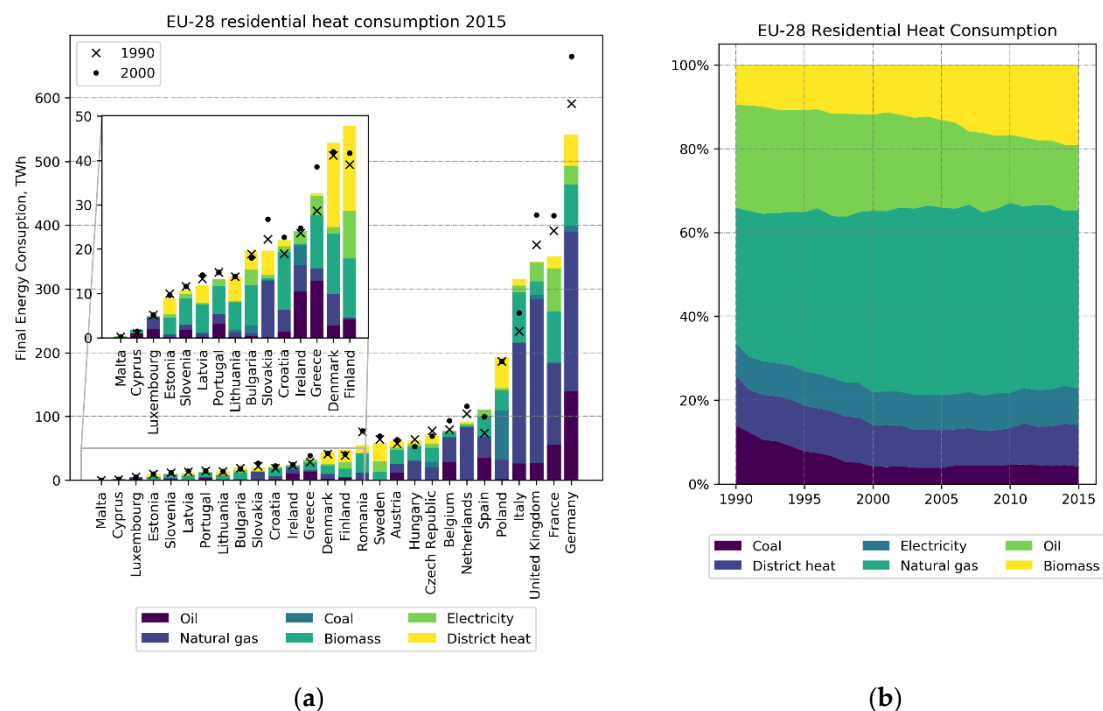 EU-28 residential heat consumption 2015
1990
2000
Final Energy Consuption, TWh
600
500
400
300
200
100
0
50
40
30
20
10
0
Malta
Cyprus
Luxembourg
Estonia
Slovenia
Latvia
Portugal
Lithuania
Bulgaria
Slovakia
Croatia
Ireland
Greece
Denmark
Finland
Malta
Cyprus
Luxembourg
Estonia
Slovenia
Latvia
Portugal
Lithuania
Bulgaria
Slovakia
Croatia
Ireland
Greece
Denmark
Finland
Romania
Sweden
Austria
Hungary
Czech Republic
Belgium
Netherlands
Spain
Poland
Italy
United Kingdom
France
Germany
Oil Coal Electricity
Natural gas Biomass District heat
(a)
EU-28 Residential Heat Consumption
100%
80%
60%
40%
20%
0%
1990 1995 2000 2005 2010 2015
Coal Electricity Oil
District heat Natural gas Biomass
(b)